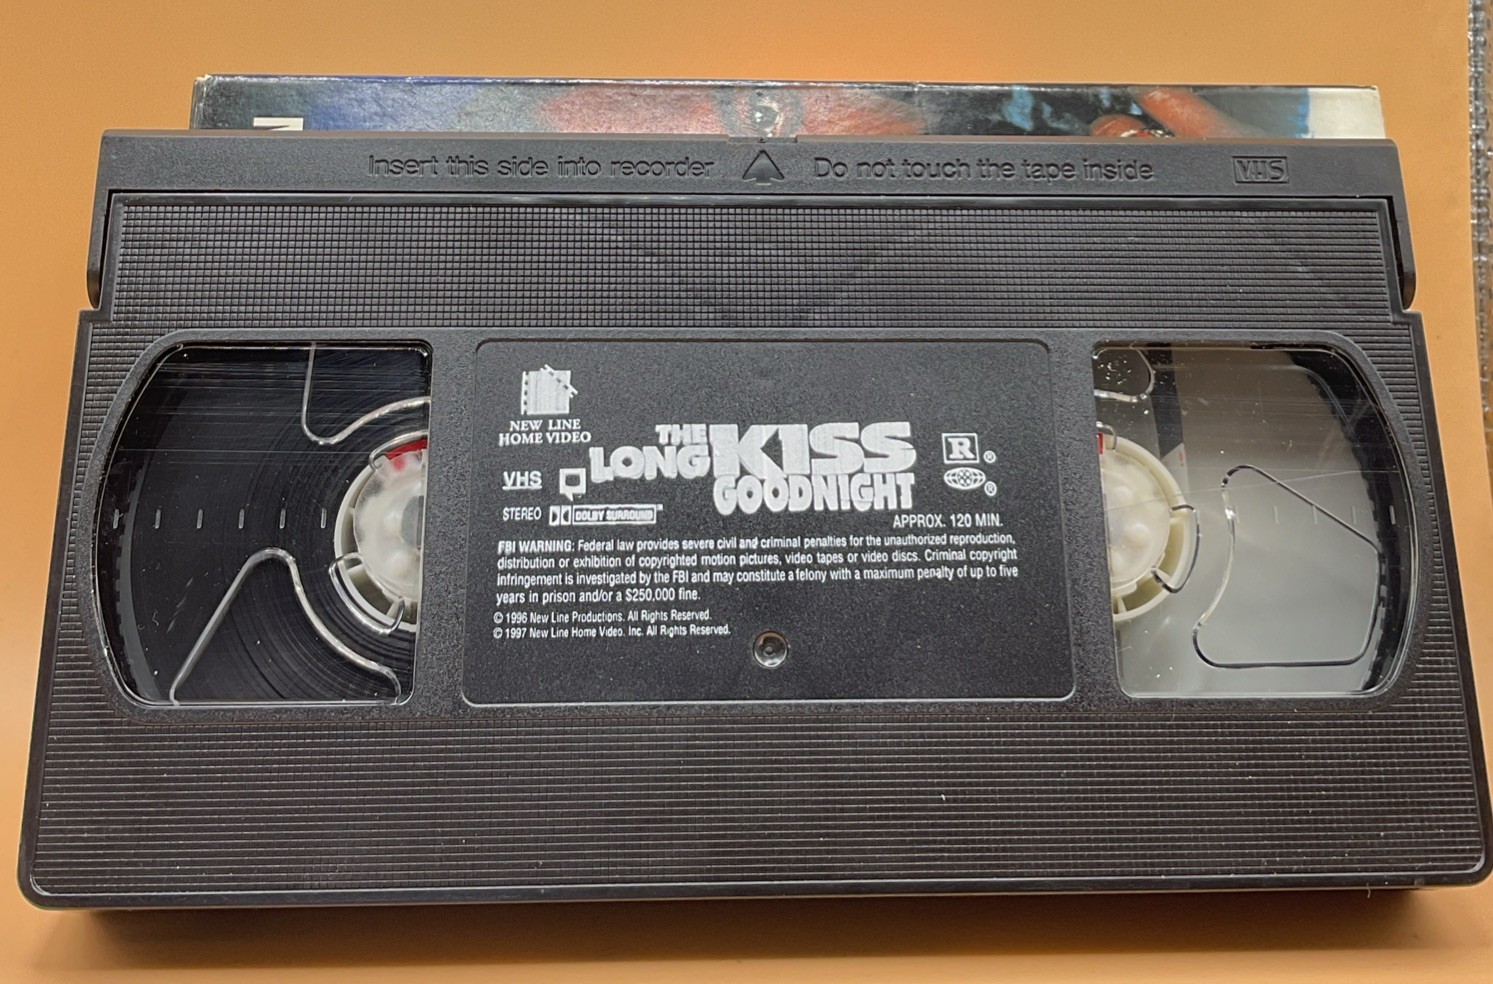 Insert this side into recorder Do not touch the tape inside VHS
NEW LINE
HOME VIDEO
THE
LONG KISS
GOODNIGHT
R ®
®
VHS
STEREO DOLBY SURROUND ™
APPROX. 120 MIN.
FBI WARNING: Federal law provides severe civil and criminal penalties for the unauthorized reproduction,
distribution or exhibition of copyrighted motion pictures, video tapes or video discs. Criminal copyright
infringement is investigated by the FBI and may constitute a felony with a maximum penalty of up to five
years in prison and/or a $250,000 fine.
© 1996 New Line Productions. All Rights Reserved.
© 1997 New Line Home Video, Inc. All Rights Reserved.